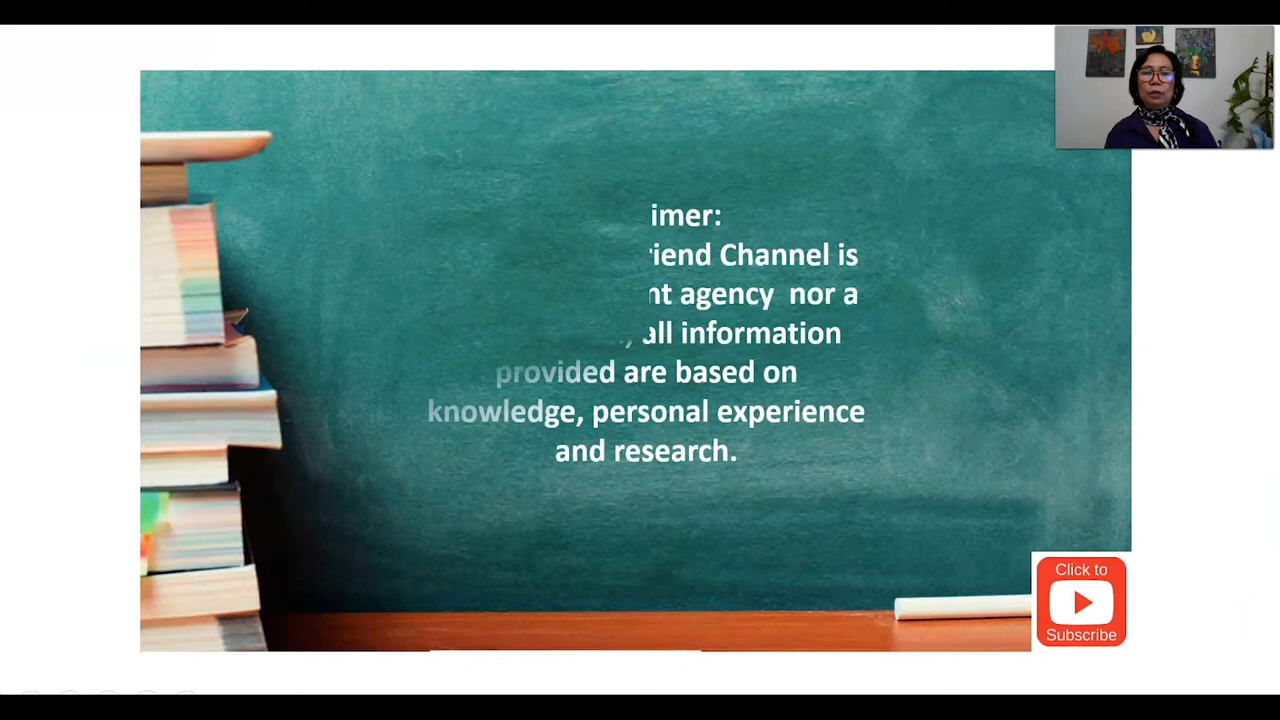 imer:
riend Channel is
nt agency nor a
, all information
provided are based on
knowledge, personal experience
and research.
Click to
Subscribe